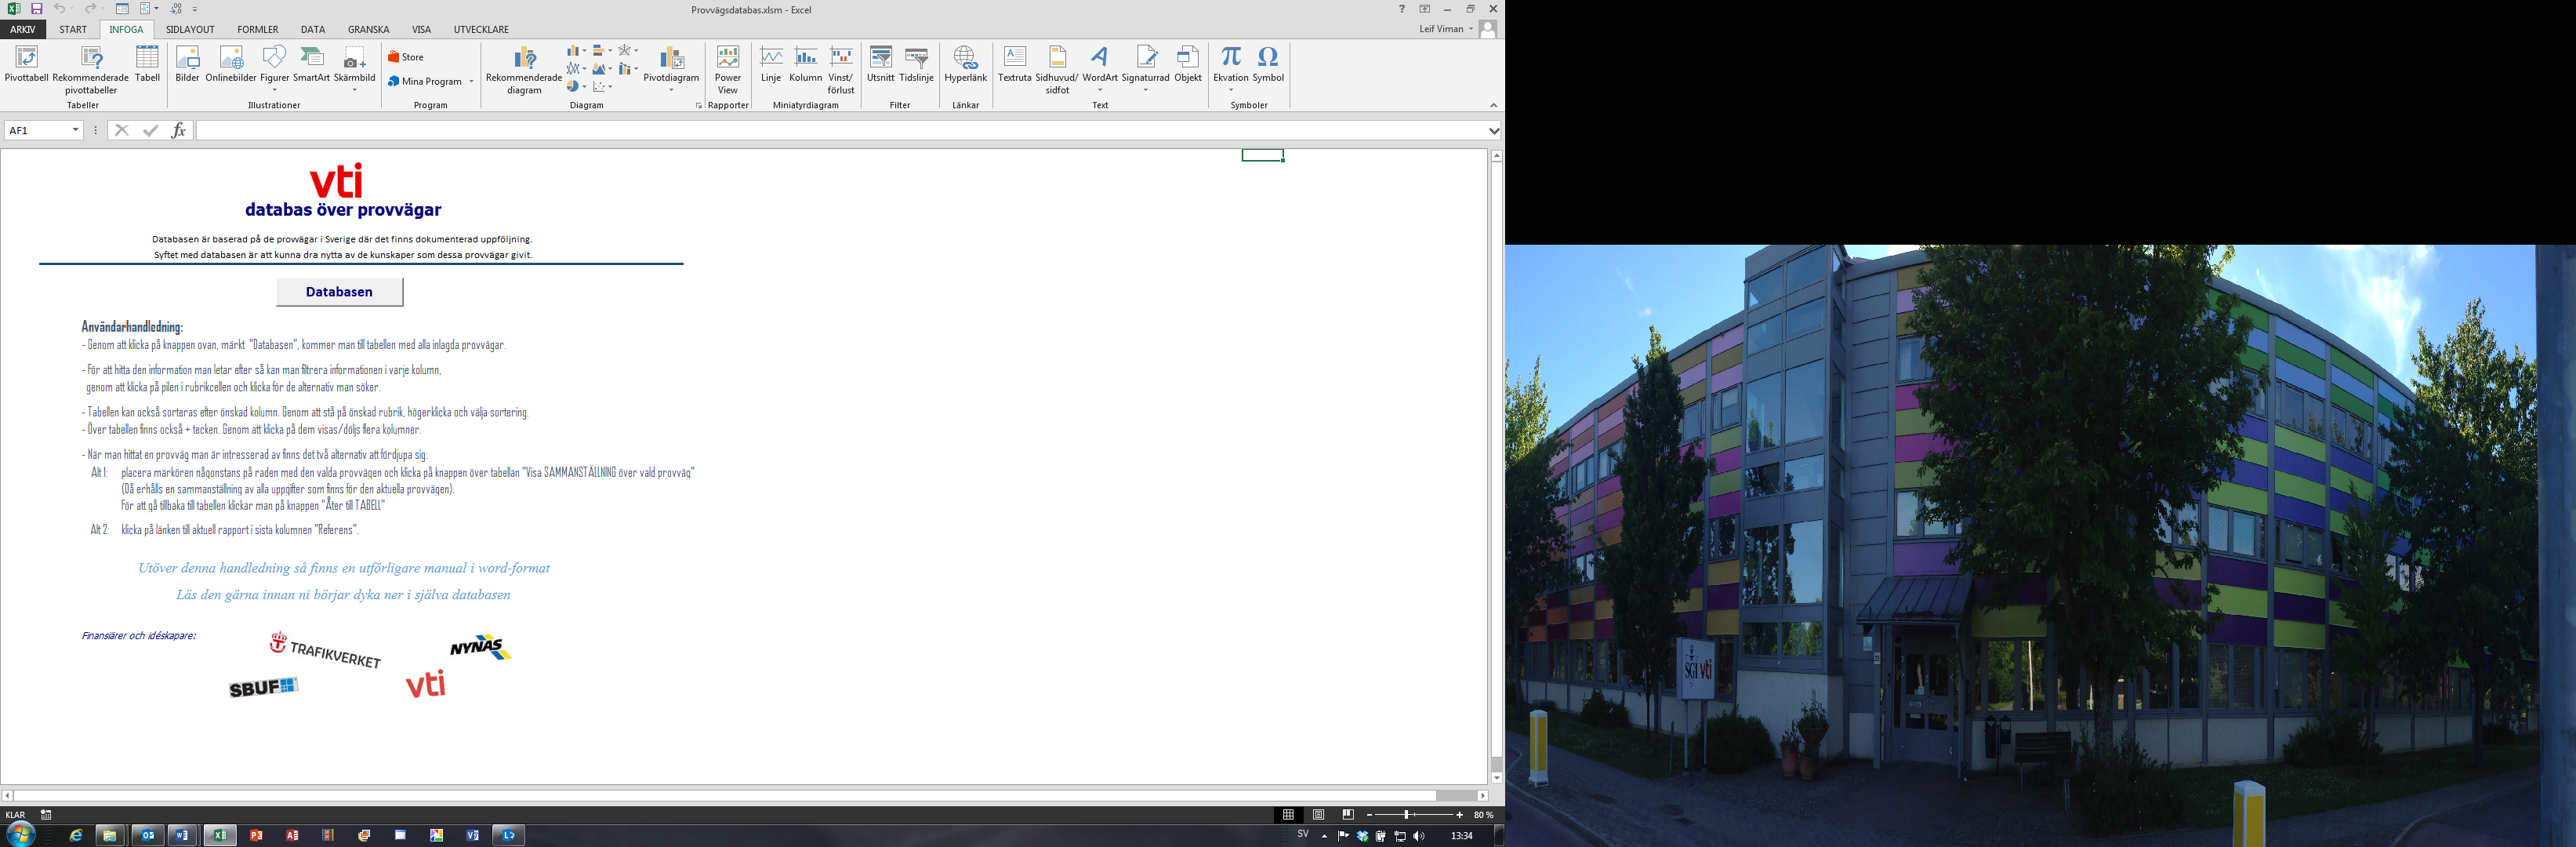 Provvägsdatabas.xlsm - Excel
ARKIV START INFOGA SIDLAYOUT FORMLER DATA GRANSKA VISA UTVECKLARE
Leif Viman
Pivottabell Rekommenderade pivottabeller Tabell
Tabeller
Bilder Onlinebilder Figurer SmartArt Skärmbild
Illustrationer
Store
Mina Program
Program
Rekommenderade diagram Pivotdiagram
Diagram
Power View
Rapporter
Linje Kolumn Vinst/förlust
Miniatyrdiagram
Utsnitt Tidslinje
Filter
Hyperlänk
Länkar
Textruta Sidhuvud/sidfot WordArt Signaturrad Objekt
Text
Ekvation Symbol
Symboler
AF1
fx
vti
databas över provvägar
Databasen är baserad på de provvägar i Sverige där det finns dokumenterad uppföljning.
Syftet med databasen är att kunna dra nytta av de kunskaper som dessa provvägar givit.
Databasen
Användarhandledning:
- Genom att klicka på knappen ovan, märkt "Databasen", kommer man till tabellen med alla inlagda provvägar.
- För att hitta den information man letar efter så kan man filtrera informationen i varje kolumn,
genom att klicka på pilen i rubrikcellen och klicka för de alternativ man söker.
- Tabellen kan också sorteras efter önskad kolumn. Genom att stå på önskad rubrik, högerklicka och välja sortering.
- Över tabellen finns också + tecken. Genom att klicka på dem visas/döljs flera kolumner.
- När man hittat en provväg man är intresserad av finns det två alternativ att fördjupa sig:
Alt 1: placera markören någonstans på raden med den valda provvägen och klicka på knappen över tabellan "Visa SAMMANSTÄLLNING över vald provväg"
(Då erhålls en sammanställning av alla uppgifter som finns för den aktuella provvägen).
För att gå tillbaka till tabellen klickar man på knappen "Åter till TABELL"
Alt 2: klicka på länken till aktuell rapport i sista kolumnen "Referens".
Utöver denna handledning så finns en utförligare manual i word-format
Läs den gärna innan ni börjar dyka ner i själva databasen
Finansiärer och idéskapare:
TRAFIKVERKET
NYNAS
SBUF
vti
SGI vti
KLAR
80 %
SV
13:34